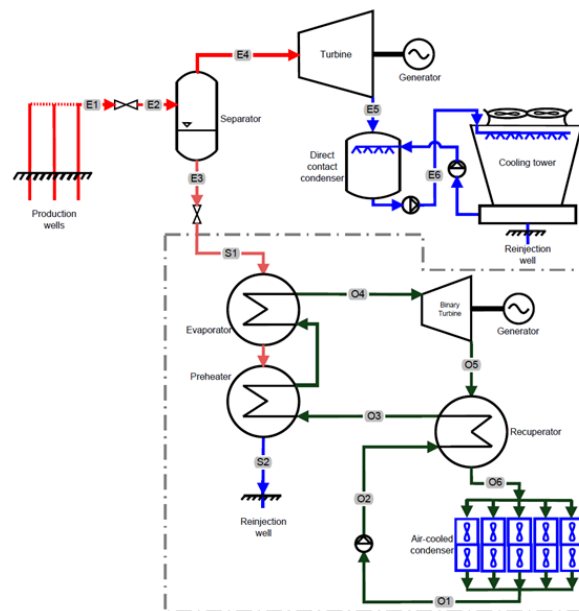 E4
Turbine
Generator
E1
E2
Separator
E5
Direct
contact
condenser
E6
Cooling tower
E3
Production
wells
Reinjection
well
S1
O4
Binary
Turbine
Evaporator
Generator
Preheater
O5
O3
Recuperator
S2
O6
O2
Reinjection
well
Air-cooled
condenser
O1